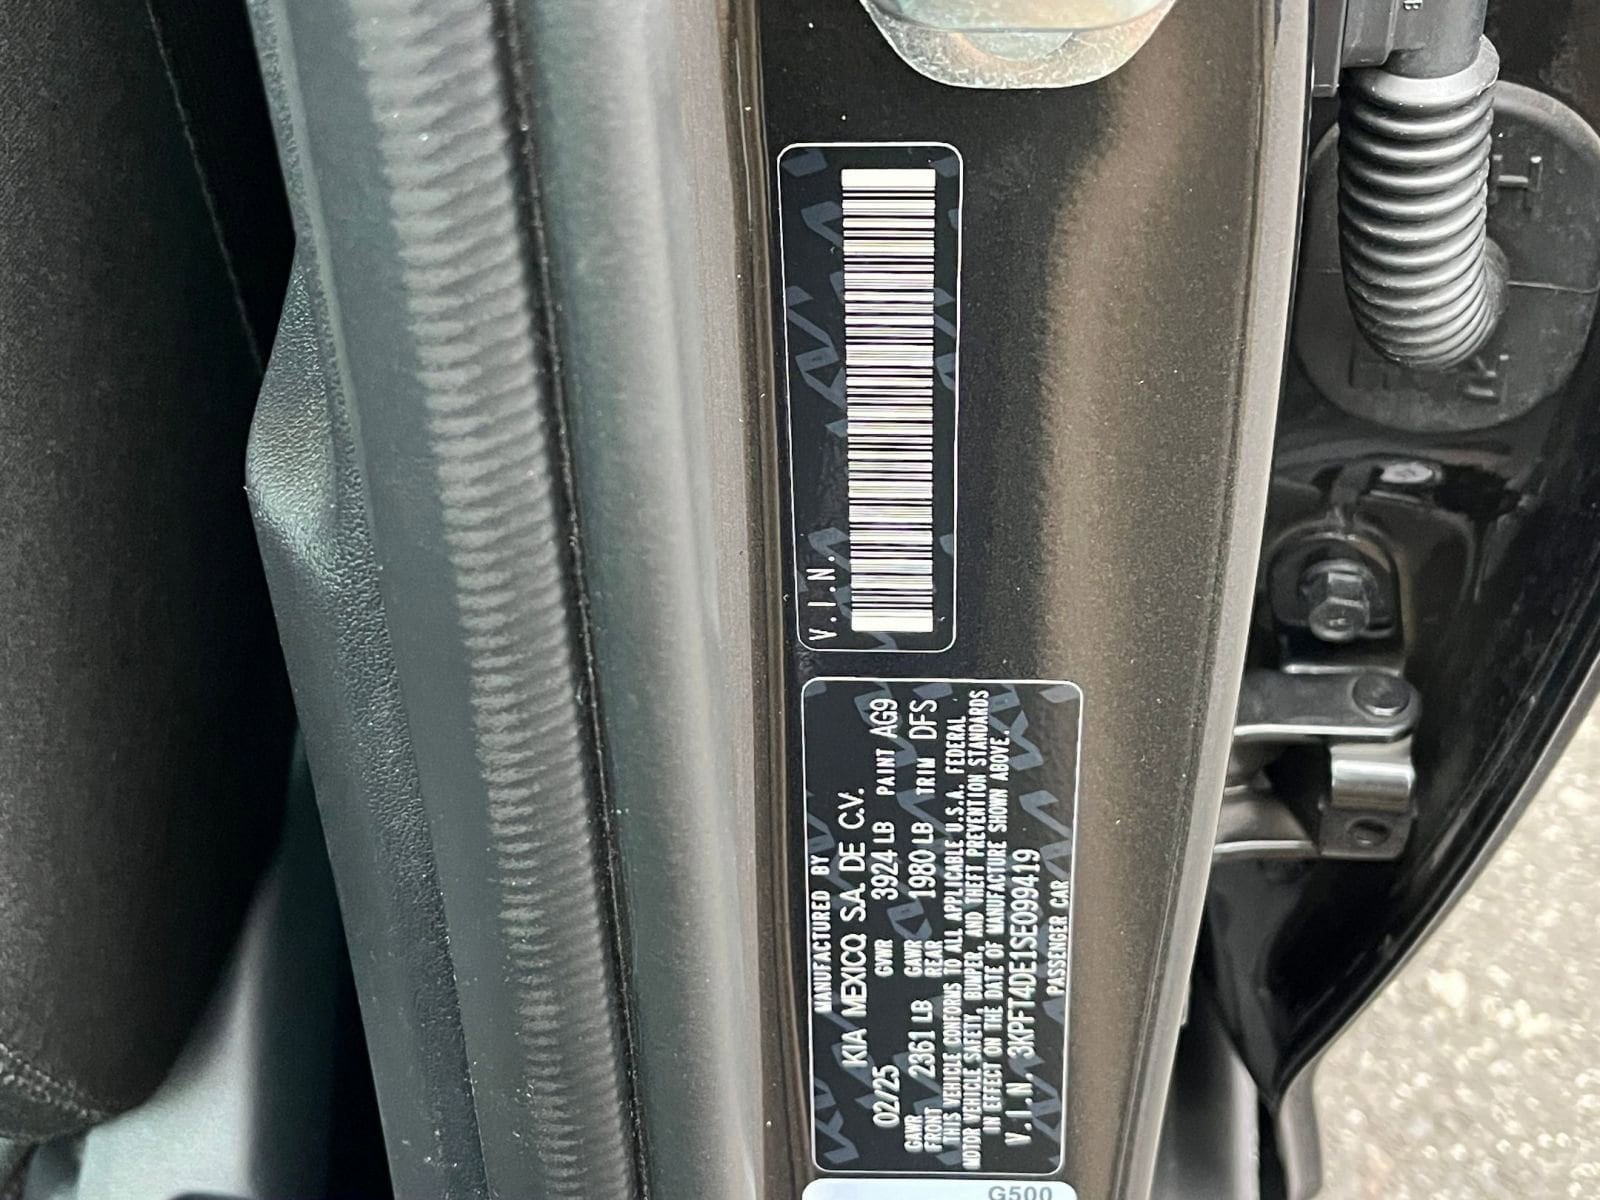 V.I.N.
MANUFACTURED BY
KIA MEXICO S.A. DE C.V.
02/25 GVWR 3924 LB PAINT AG9
GAWR FRONT 2361 LB GAWR REAR 1980 LB TRIM DFS
THIS VEHICLE CONFORMS TO ALL APPLICABLE U.S.A. FEDERAL
MOTOR VEHICLE SAFETY, BUMPER, AND THEFT PREVENTION STANDARDS
IN EFFECT ON THE DATE OF MANUFACTURE SHOWN ABOVE.
V.I.N 3KPFT4DE1SE099419
PASSENGER CAR
G500